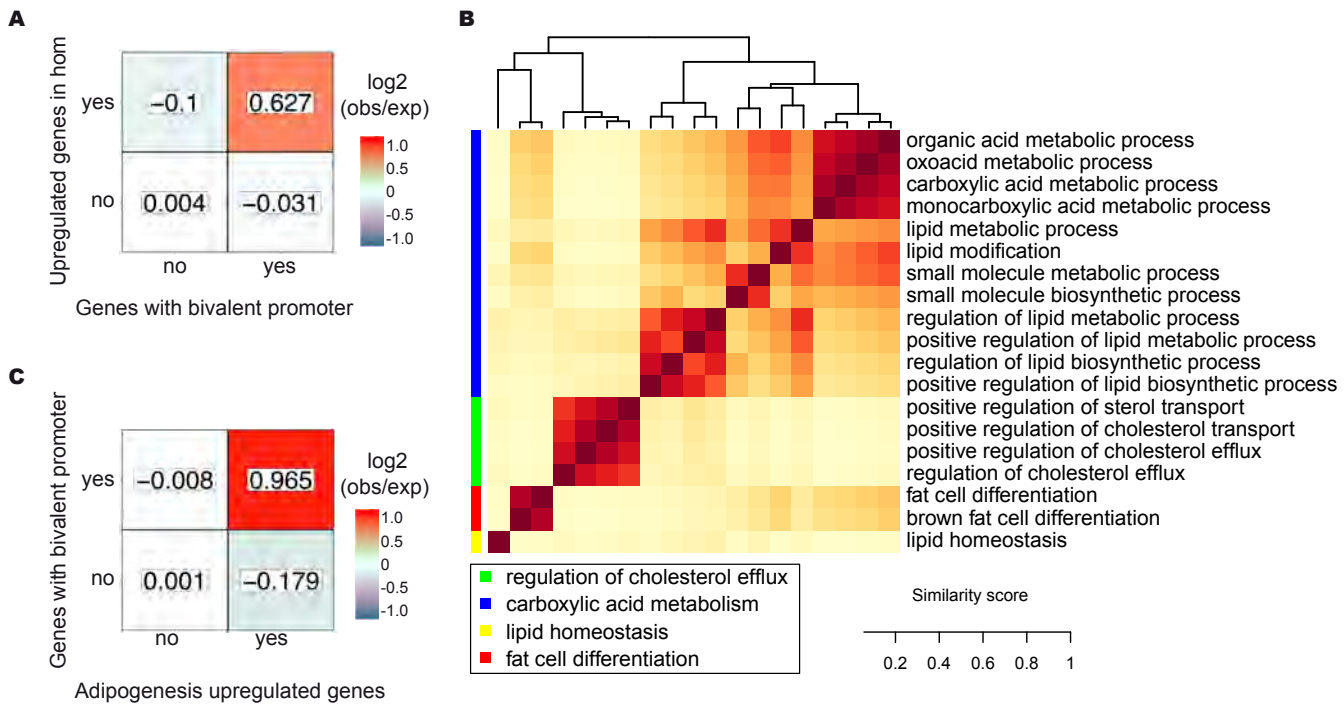 A
Upregulated genes in hom
yes
no
−0.1
0.627
0.004
−0.031
no
yes
Genes with bivalent promoter
log2
(obs/exp)
1.0
0.5
0
-0.5
-1.0
B
organic acid metabolic process
oxoacid metabolic process
carboxylic acid metabolic process
monocarboxylic acid metabolic process
lipid metabolic process
lipid modification
small molecule metabolic process
small molecule biosynthetic process
regulation of lipid metabolic process
positive regulation of lipid metabolic process
regulation of lipid biosynthetic process
positive regulation of lipid biosynthetic process
positive regulation of sterol transport
positive regulation of cholesterol transport
positive regulation of cholesterol efflux
regulation of cholesterol efflux
fat cell differentiation
brown fat cell differentiation
lipid homeostasis
regulation of cholesterol efflux
carboxylic acid metabolism
lipid homeostasis
fat cell differentiation
Similarity score
0.2 0.4 0.6 0.8 1
C
Genes with bivalent promoter
yes
no
−0.008
0.965
0.001
−0.179
no
yes
Adipogenesis upregulated genes
log2
(obs/exp)
1.0
0.5
0
-0.5
-1.0